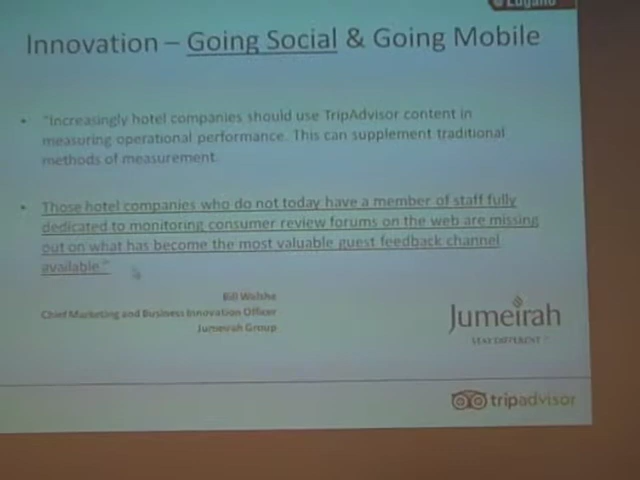 Lugano
Innovation – Going Social & Going Mobile
• "Increasingly hotel companies should use TripAdvisor content in
measuring operational performance. This can supplement traditional
methods of measurement.
• Those hotel companies who do not today have a member of staff fully
dedicated to monitoring consumer review forums on the web are missing
out on what has become the most valuable guest feedback channel
available."
Bill Walshe
Chief Marketing and Business Innovation Officer
Jumeirah Group
Jumeirah
STAY DIFFERENT
tripadvisor